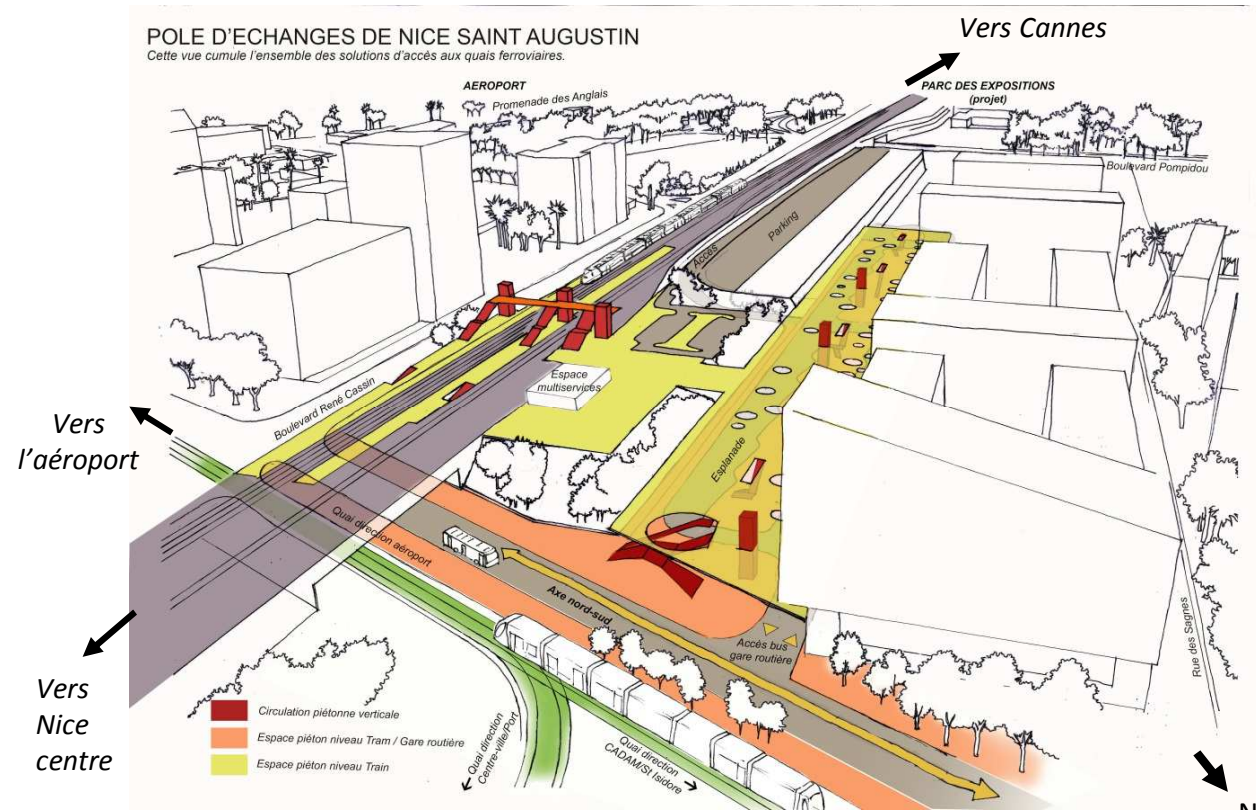 POLE D'ECHANGES DE NICE SAINT AUGUSTIN
Cette vue cumule l'ensemble des solutions d'accès aux quais ferroviaires.
Vers Cannes
AEROPORT
Promenade des Anglais
PARC DES EXPOSITIONS
(projet)
Boulevard Pompidou
Parking
Accès
Espace
multiservices
Boulevard René Cassin
Esplanade
Vers
l'aéroport
Quai direction aéroport
Axe nord-sud
Accès bus
gare routière
Rue des Sagnes
Vers
Nice
centre
Circulation piétonne verticale
Espace piéton niveau Tram / Gare routière
Espace piéton niveau Train
Quai direction
Centre-ville/Port
Quai direction
CADAM/St Isidore
N